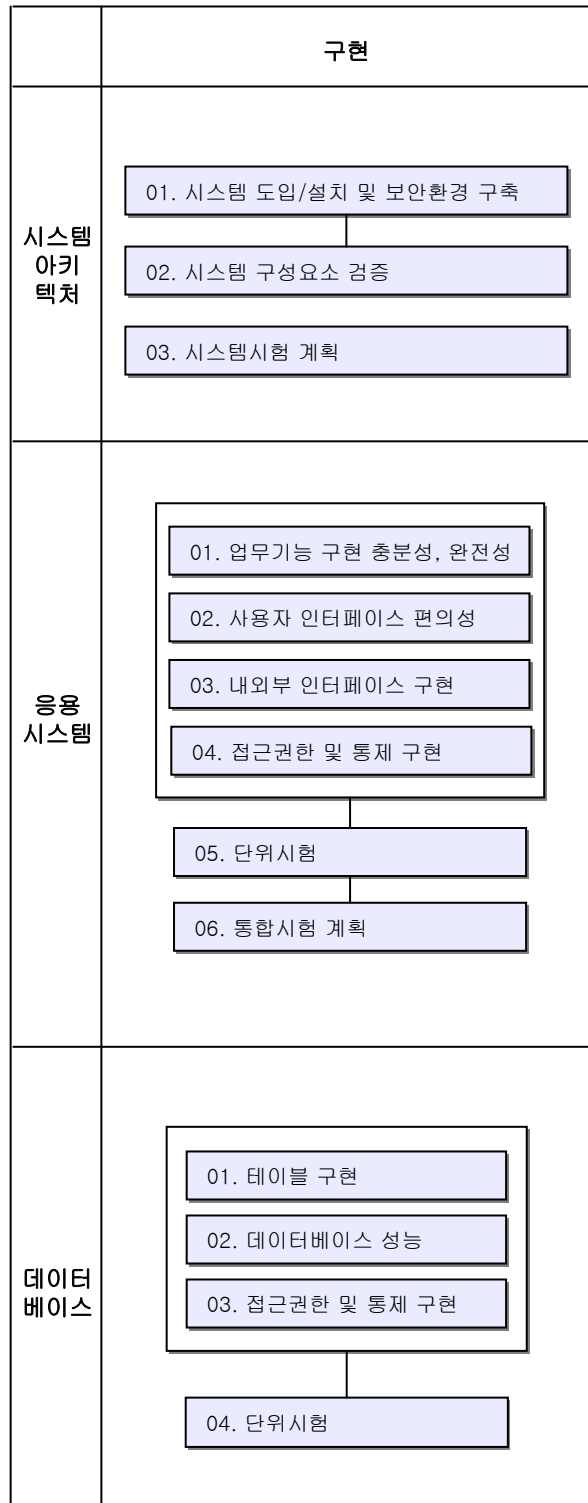 구현
시스템
아키
텍처
01. 시스템 도입/설치 및 보안환경 구축
02. 시스템 구성요소 검증
03. 시스템시험 계획
응용
시스템
01. 업무기능 구현 충분성, 완전성
02. 사용자 인터페이스 편의성
03. 내외부 인터페이스 구현
04. 접근권한 및 통제 구현
05. 단위시험
06. 통합시험 계획
데이터
베이스
01. 테이블 구현
02. 데이터베이스 성능
03. 접근권한 및 통제 구현
04. 단위시험